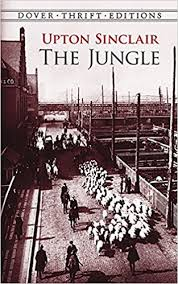 DOVER · THRIFT · EDITIONS
UPTON SINCLAIR
THE JUNGLE